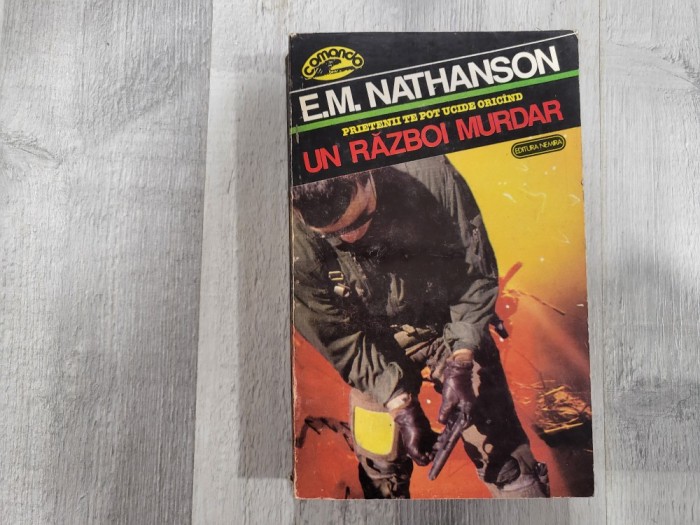 comando
E.M. NATHANSON
PRIETENII TE POT UCIDE ORICÎND
UN RĂZBOI MURDAR
EDITURA NEMIRA